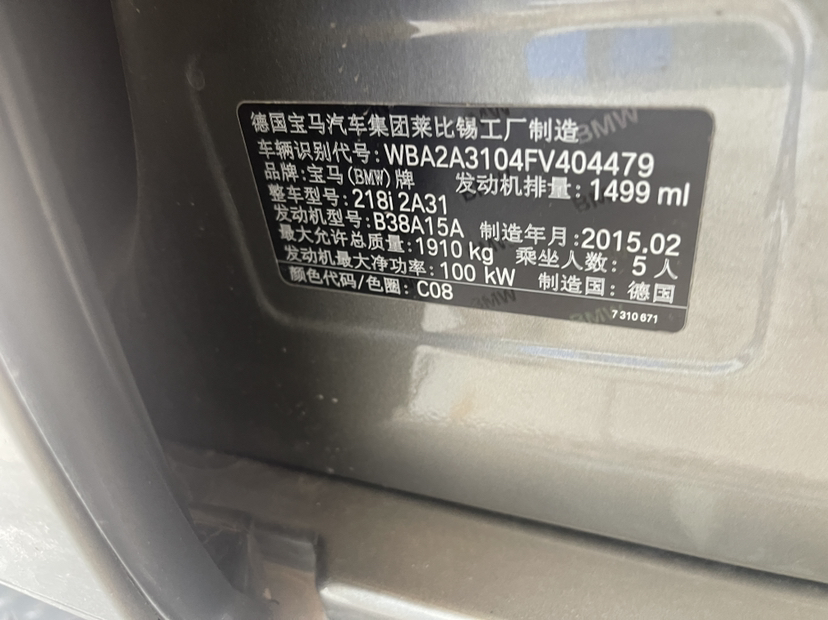 德国宝马汽车集团莱比锡工厂制造
车辆识别代号: WBA2A3104FV404479
品牌: 宝马(BMW)牌 发动机排量: 1499 ml
整车型号: 218i 2A31
发动机型号: B38A15A 制造年月: 2015.02
最大允许总质量: 1910 kg 乘坐人数: 5 人
发动机最大净功率: 100 kW 制造国: 德国
颜色代码/色圈: C08
7 310 671
BMW
BMW
BMW